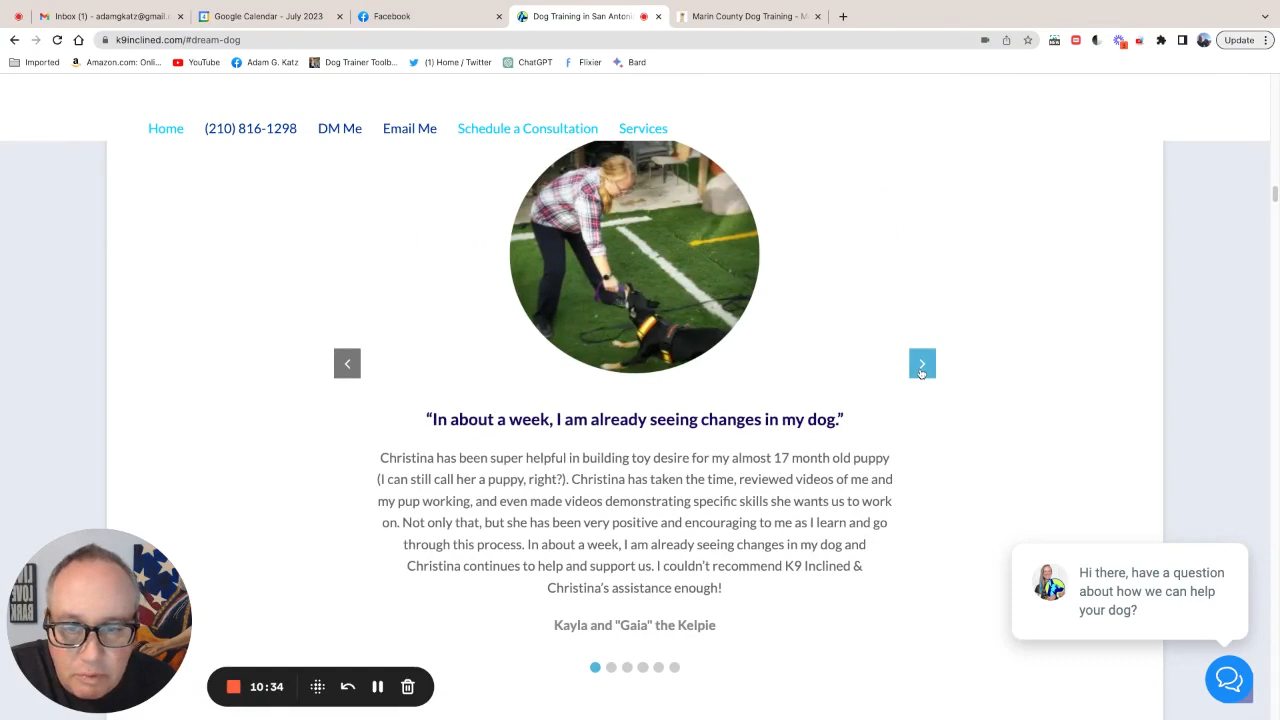 Inbox (1) - adamgkatz@gmail.c
Google Calendar - July 2023
Facebook
Dog Training in San Antoni
Marin County Dog Training - M
k9inclined.com/#dream-dog
Update
Imported
Amazon.com: Onli...
YouTube
Adam G. Katz
Dog Trainer Toolb...
(1) Home / Twitter
ChatGPT
Flixier
Bard
Home
(210) 816-1298
DM Me
Email Me
Schedule a Consultation
Services
“In about a week, I am already seeing changes in my dog.”
Christina has been super helpful in building toy desire for my almost 17 month old puppy
(I can still call her a puppy, right?). Christina has taken the time, reviewed videos of me and
my pup working, and even made videos demonstrating specific skills she wants us to work
on. Not only that, but she has been very positive and encouraging to me as I learn and go
through this process. In about a week, I am already seeing changes in my dog and
Christina continues to help and support us. I couldn’t recommend K9 Inclined &
Christina’s assistance enough!
Kayla and "Gaia" the Kelpie
Hi there, have a question
about how we can help
your dog?
LOVE
BARK
10:34